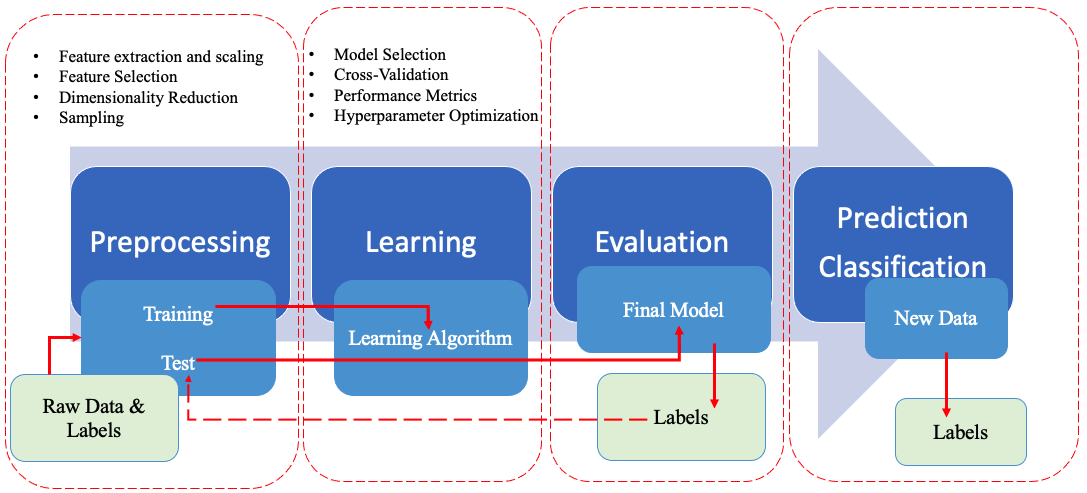 • Feature extraction and scaling
• Feature Selection
• Dimensionality Reduction
• Sampling
• Model Selection
• Cross-Validation
• Performance Metrics
• Hyperparameter Optimization
Preprocessing
Learning
Evaluation
Prediction
Classification
Training
Test
Learning Algorithm
Final Model
New Data
Raw Data &
Labels
Labels
Labels